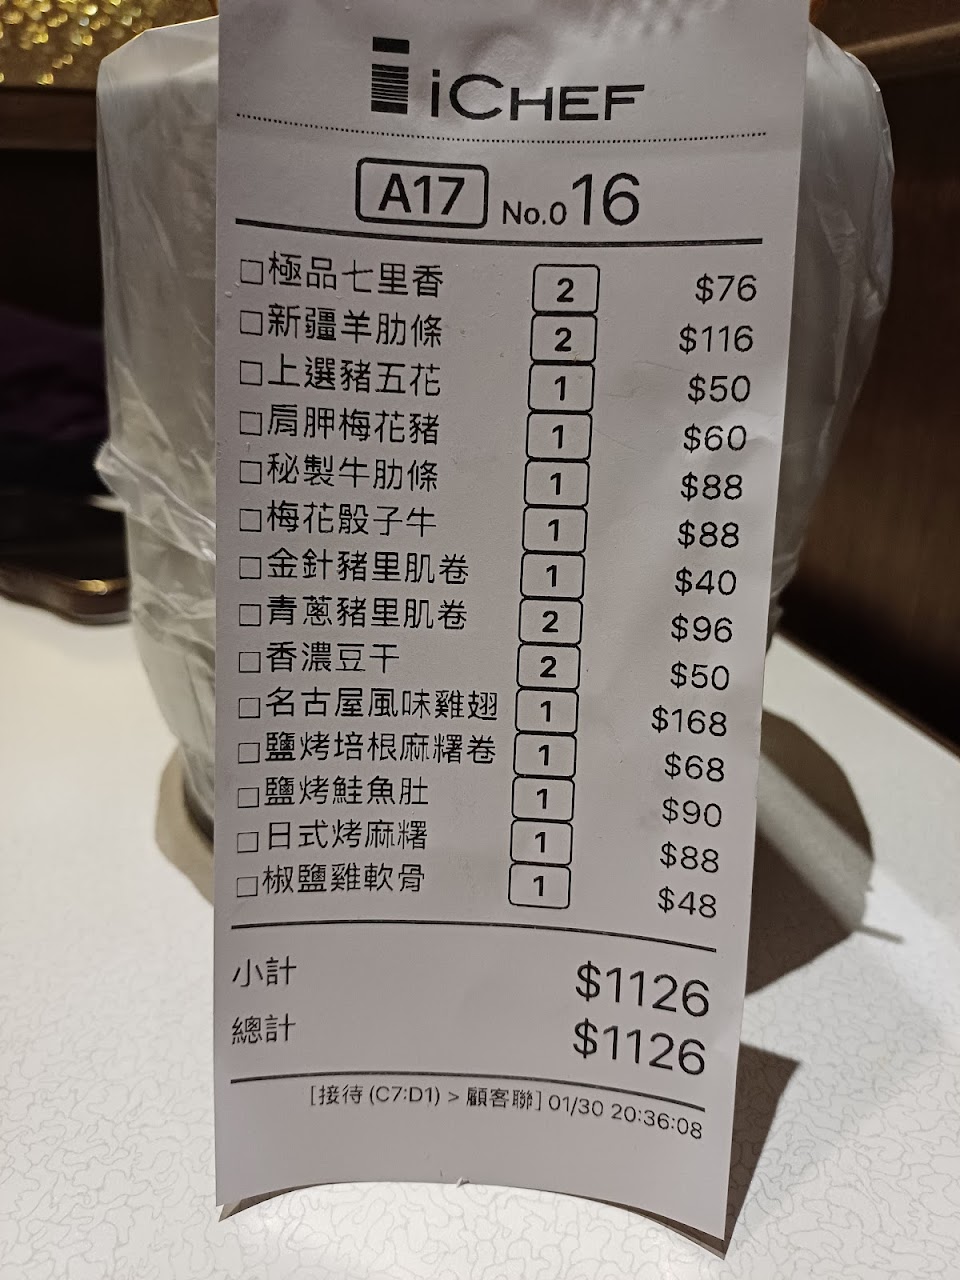 iCHEF
A17 No.016
□極品七里香 2 $76
□新疆羊肋條 2 $116
□上選豬五花 1 $50
□肩胛梅花豬 1 $60
□秘製牛肋條 1 $88
□梅花骰子牛 1 $88
□金針豬里肌卷 1 $40
□青蔥豬里肌卷 2 $96
□香濃豆干 2 $50
□名古屋風味雞翅 1 $168
□鹽烤培根麻糬卷 1 $68
□鹽烤鮭魚肚 1 $90
□日式烤麻糬 1 $88
□椒鹽雞軟骨 1 $48
小計 $1126
總計 $1126
[接待 (C7:D1) > 顧客聯] 01/30 20:36:08